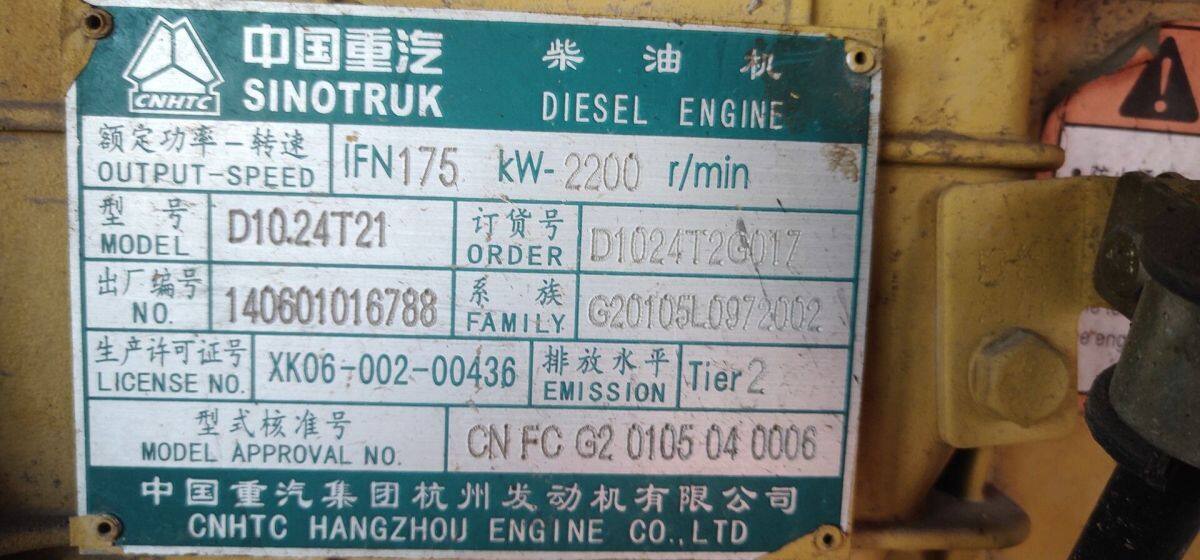 CNHTC
中国重汽 柴油机
SINOTRUK DIESEL ENGINE
额定功率-转速
OUTPUT-SPEED IFN175 kW-2200 r/min
型号
MODEL D10.24T21
订货号
ORDER D1024T2G017
出厂编号
NO. 140601016788
系族
FAMILY G20105L0972002
生产许可证号
LICENSE NO. XK06-002-00436
排放水平
EMISSION Tier2
型式核准号
MODEL APPROVAL NO. CN FC G2 0105 04 0006
中国重汽集团杭州发动机有限公司
CNHTC HANGZHOU ENGINE CO.,LTD